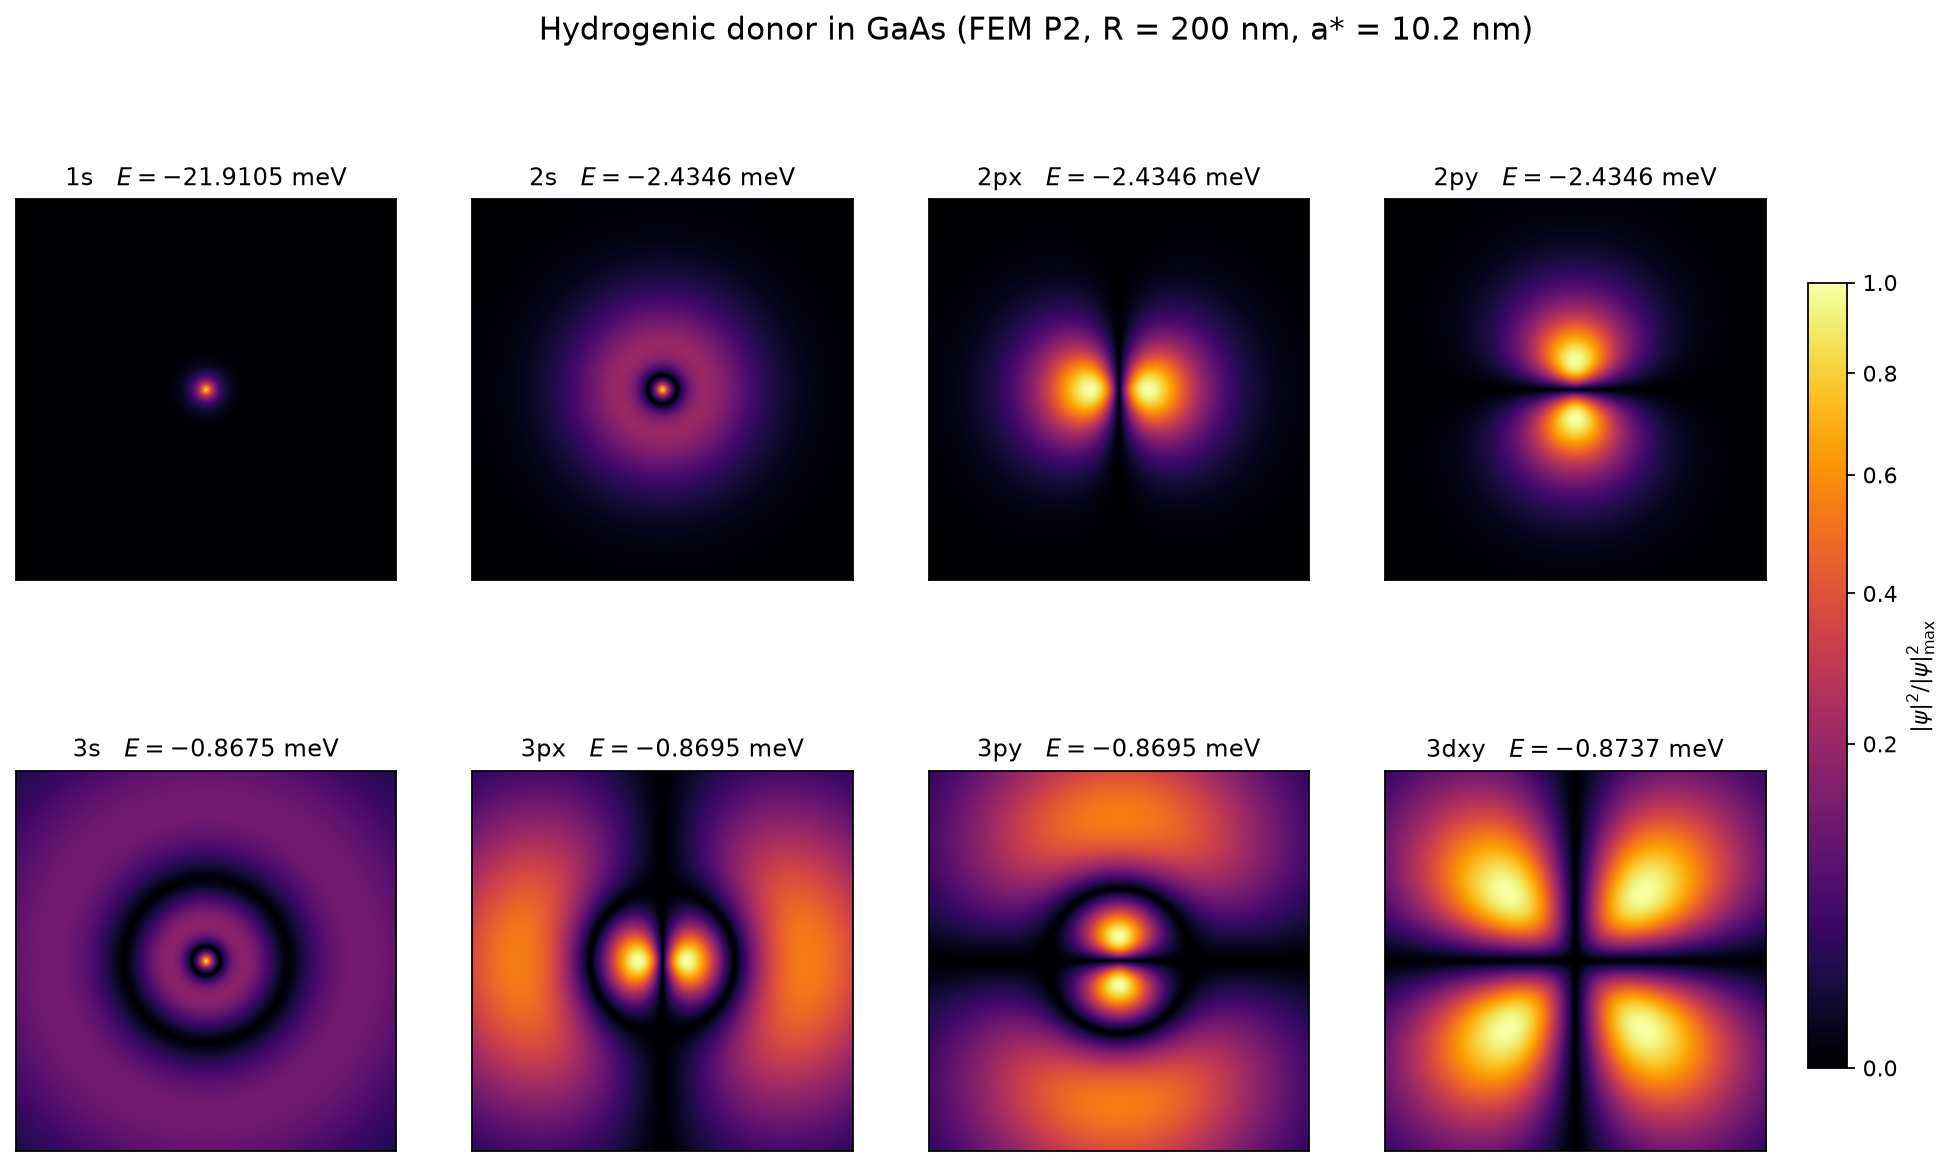 Hydrogenic donor in GaAs (FEM P2, R = 200 nm, a* = 10.2 nm)
1s E = −21.9105 meV
2s E = −2.4346 meV
2px E = −2.4346 meV
2py E = −2.4346 meV
1.0
0.8
0.6
0.4
0.2
0.0
|ψ|²/|ψ|²max
3s E = −0.8675 meV
3px E = −0.8695 meV
3py E = −0.8695 meV
3dxy E = −0.8737 meV